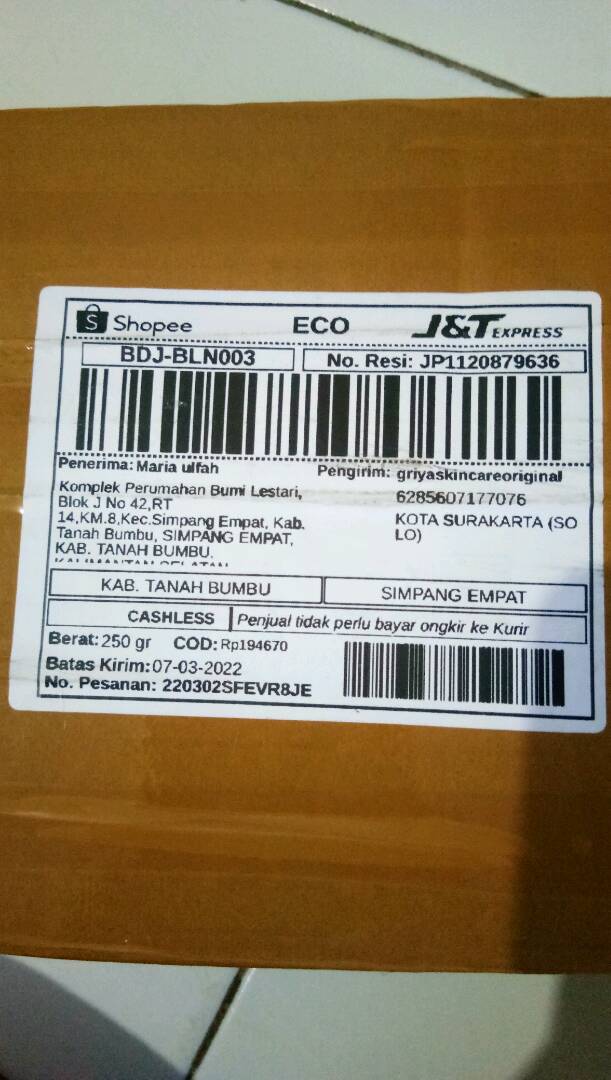 Shopee
ECO
J&T EXPRESS
BDJ-BLN003
No. Resi: JP1120879636
Penerima: Maria ulfah
Komplek Perumahan Bumi Lestari,
Blok J No 42,RT
14,KM.8,Kec.Simpang Empat, Kab.
Tanah Bumbu, SIMPANG EMPAT,
KAB. TANAH BUMBU,
Pengirim: griyaskincareoriginal
6285607177076
KOTA SURAKARTA (SO
LO)
KAB. TANAH BUMBU
SIMPANG EMPAT
CASHLESS
Penjual tidak perlu bayar ongkir ke Kurir
Berat: 250 gr COD: Rp194670
Batas Kirim: 07-03-2022
No. Pesanan: 220302SFEVR8JE